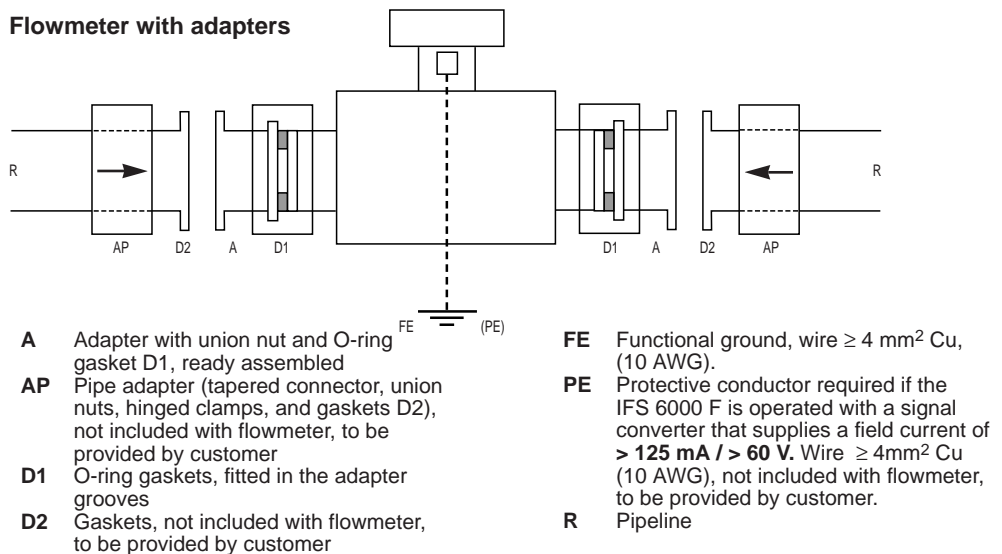 Flowmeter with adapters
R
R
AP D2 A D1
D1 A D2 AP
FE (PE)
A Adapter with union nut and O-ring
gasket D1, ready assembled
AP Pipe adapter (tapered connector, union
nuts, hinged clamps, and gaskets D2),
not included with flowmeter, to be
provided by customer
D1 O-ring gaskets, fitted in the adapter
grooves
D2 Gaskets, not included with flowmeter,
to be provided by customer
FE Functional ground, wire ≥ 4 mm² Cu,
(10 AWG).
PE Protective conductor required if the
IFS 6000 F is operated with a signal
converter that supplies a field current of
> 125 mA / > 60 V. Wire ≥ 4mm² Cu
(10 AWG), not included with flowmeter,
to be provided by customer.
R Pipeline